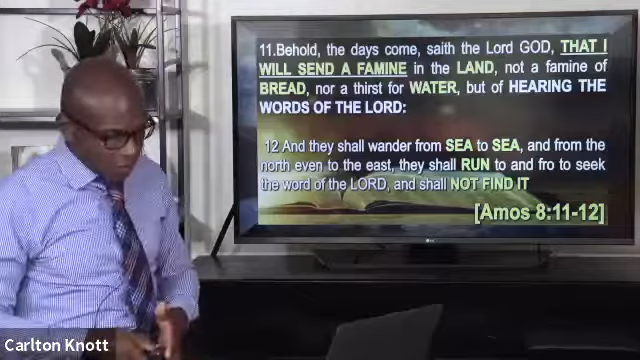 11.Behold, the days come, saith the Lord GOD, THAT I
WILL SEND A FAMINE in the LAND, not a famine of
BREAD, nor a thirst for WATER, but of HEARING THE
WORDS OF THE LORD:
12 And they shall wander from SEA to SEA, and from the
north even to the east, they shall RUN to and fro to seek
the word of the LORD, and shall NOT FIND IT
[Amos 8:11-12]
LG
Carlton Knott